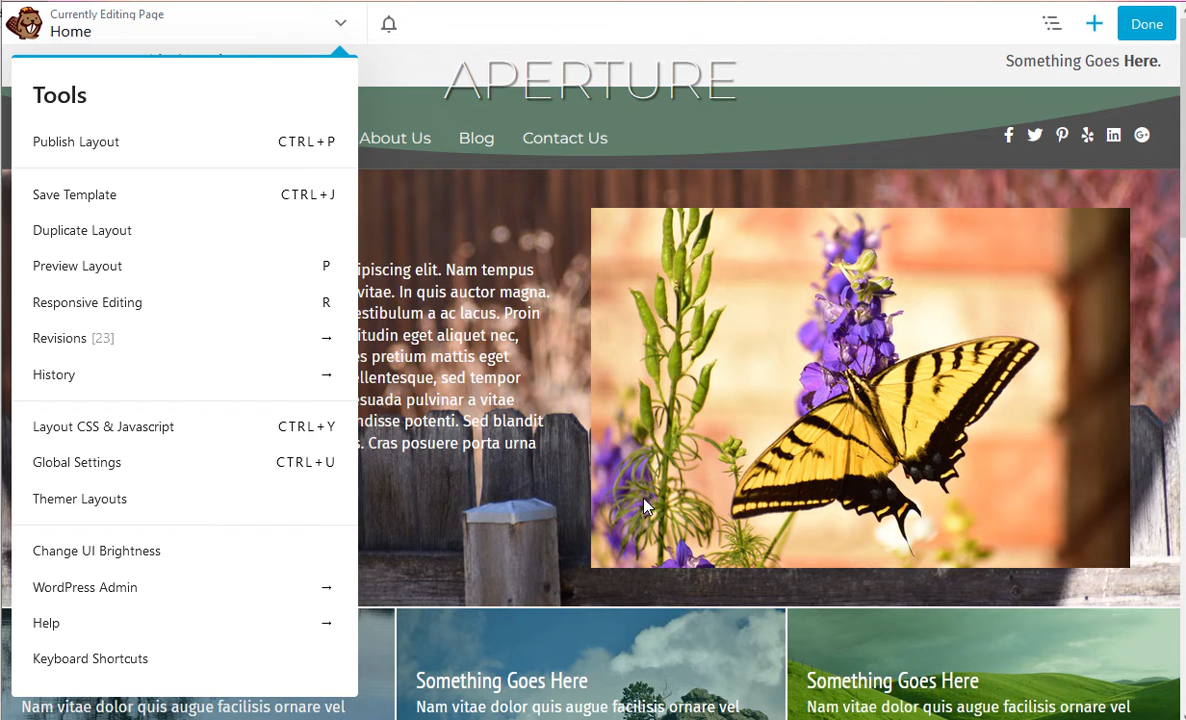 Currently Editing Page
Home
Done
Something Goes Here.
APERTURE
About Us
Blog
Contact Us
Tools
Publish Layout CTRL+P
Save Template CTRL+J
Duplicate Layout
Preview Layout P
Responsive Editing R
Revisions [23] →
History →
Layout CSS & Javascript CTRL+Y
Global Settings CTRL+U
Themer Layouts
Change UI Brightness
WordPress Admin →
Help →
Keyboard Shortcuts
ipiscing elit. Nam tempus
vitae. In quis auctor magna.
estibulum a ac lacus. Proin
itudin eget aliquet nec,
es pretium mattis eget
ellentesque, sed tempor
esuada pulvinar a vitae
ndisse potenti. Sed blandit
s. Cras posuere porta urna
Nam vitae dolor quis augue facilisis ornare vel
Something Goes Here
Nam vitae dolor quis augue facilisis ornare vel
Something Goes Here
Nam vitae dolor quis augue facilisis ornare vel